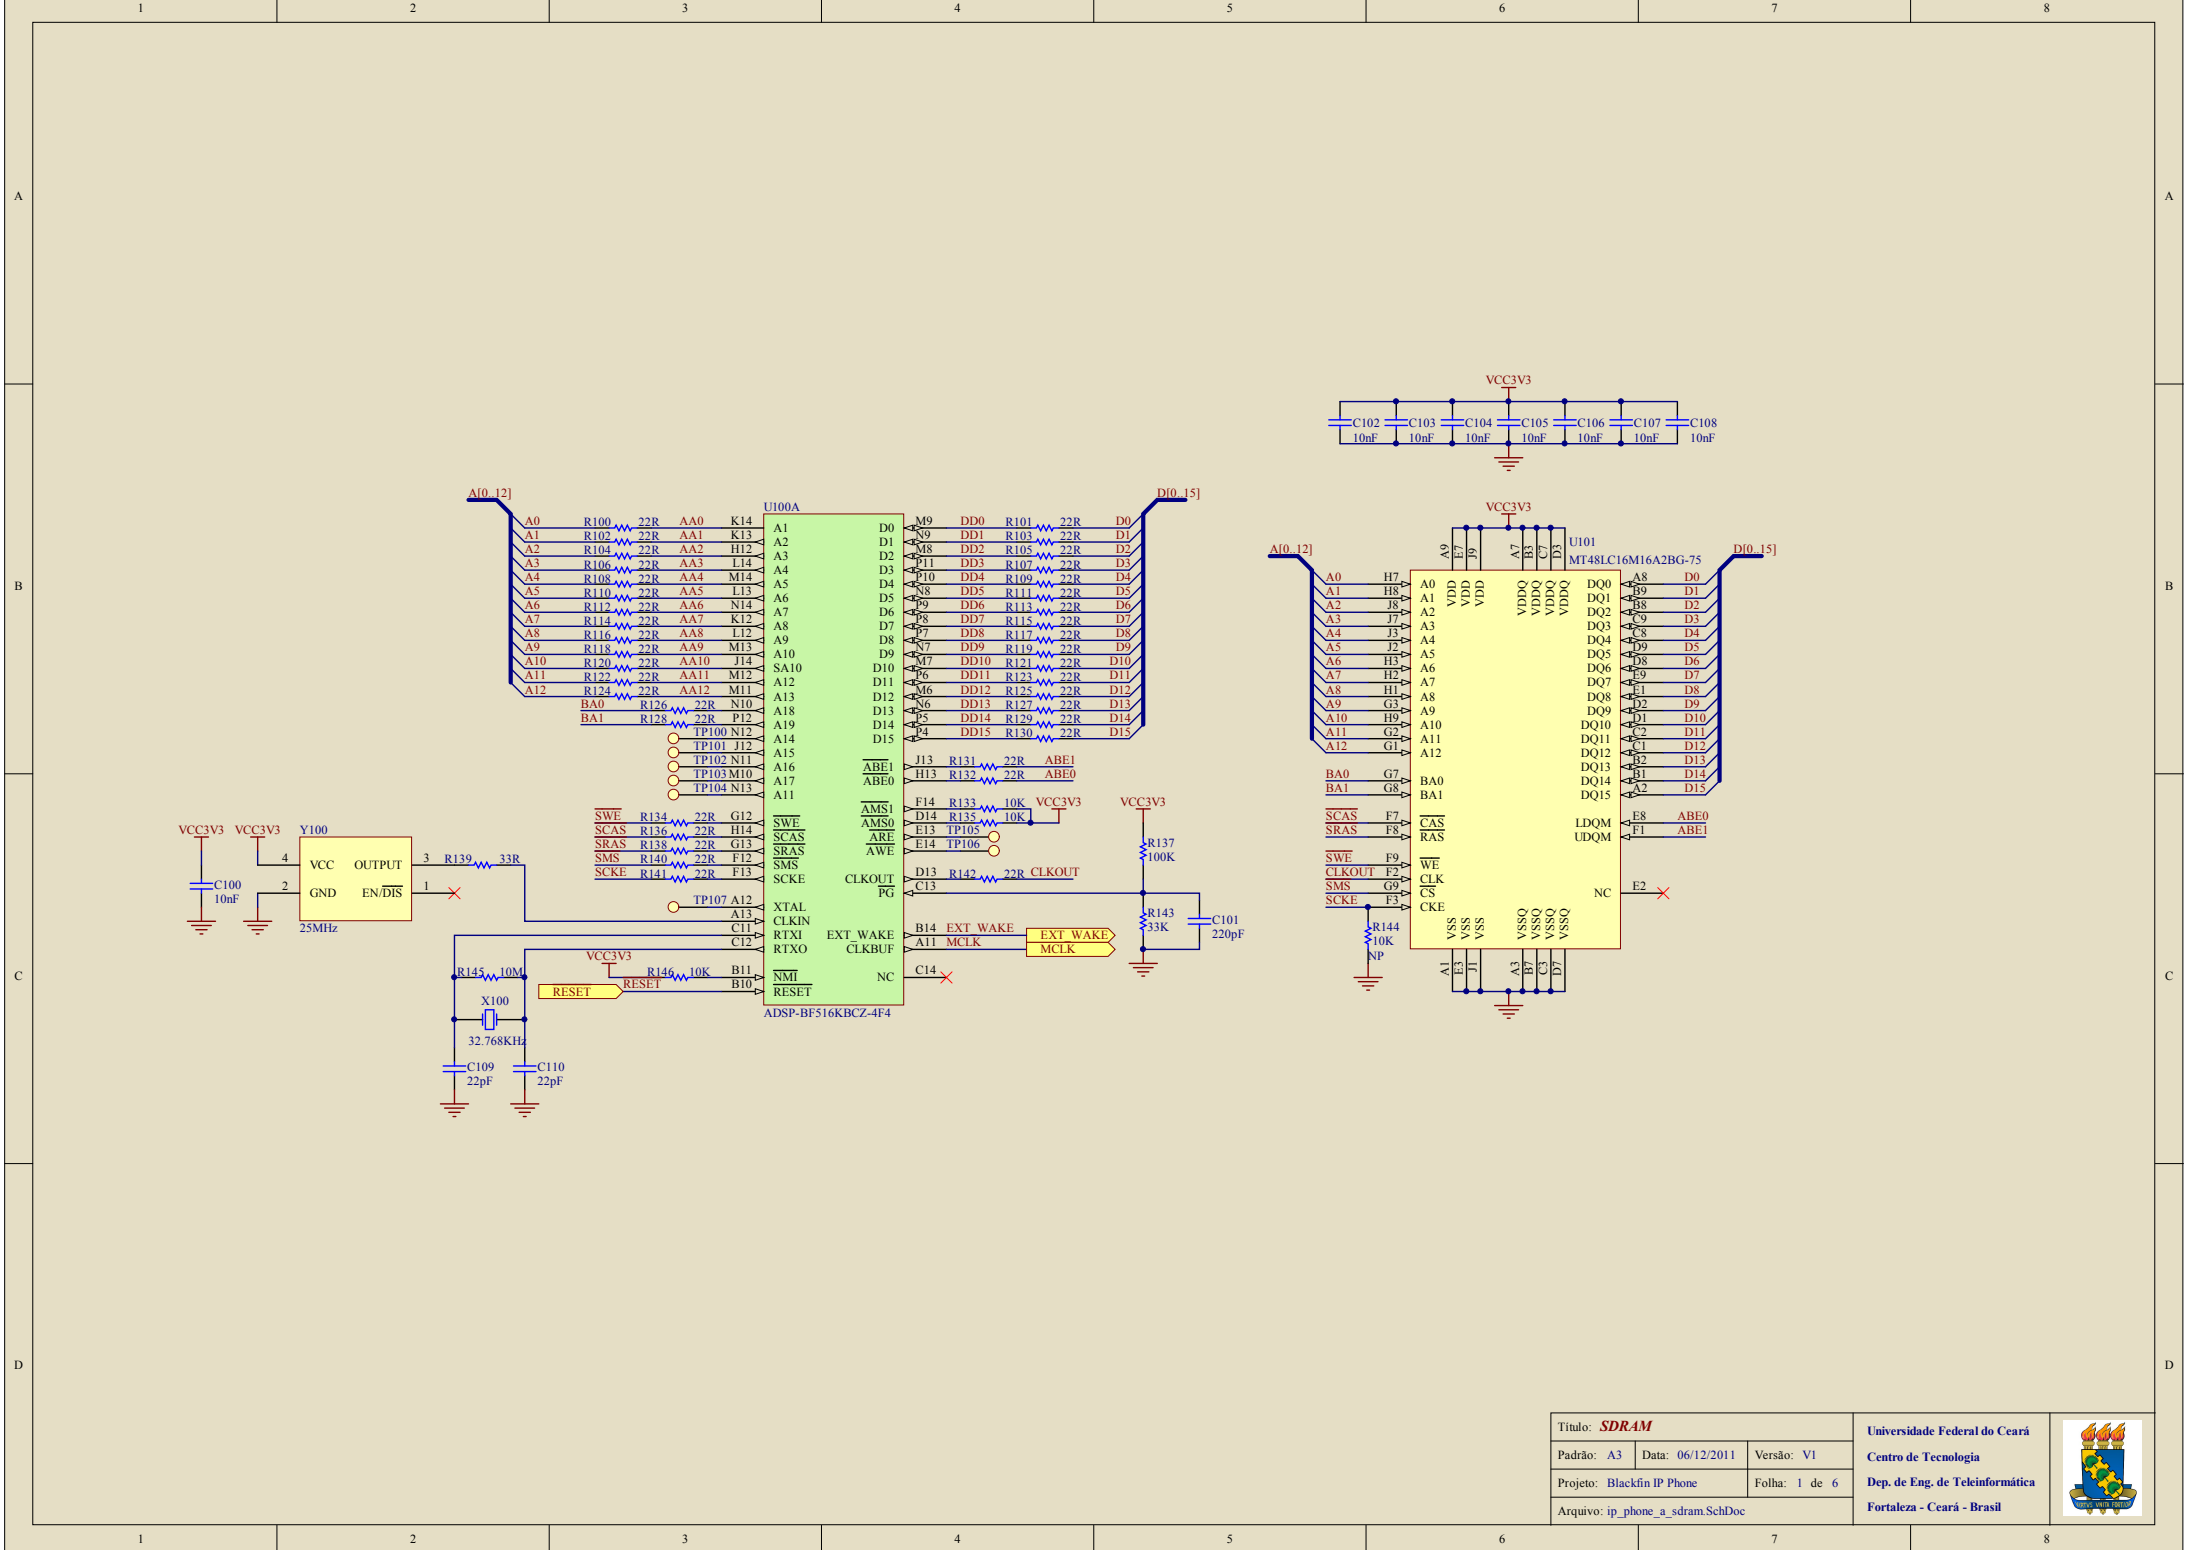 1 2 3 4 5 6 7 8
A A
VCC3V3
C102 C103 C104 C105 C106 C107 C108
10nF 10nF 10nF 10nF 10nF 10nF 10nF
A[0..12] U100A D[0..15]
A0 R100 22R AA0 K14 A1 D0 M9 DD0 R101 22R D0
A1 R102 22R AA1 K13 A2 D1 N9 DD1 R103 22R D1
A2 R104 22R AA2 H12 A3 D2 M8 DD2 R105 22R D2
A3 R106 22R AA3 L14 A4 D3 P11 DD3 R107 22R D3
A4 R108 22R AA4 M14 A5 D4 P10 DD4 R109 22R D4
A5 R110 22R AA5 L13 A6 D5 N8 DD5 R111 22R D5
A6 R112 22R AA6 N14 A7 D6 P9 DD6 R113 22R D6
A7 R114 22R AA7 K12 A8 D7 P8 DD7 R115 22R D7
A8 R116 22R AA8 L12 A9 D8 P7 DD8 R117 22R D8
A9 R118 22R AA9 M13 A10 D9 N7 DD9 R119 22R D9
A10 R120 22R AA10 J14 SA10 D10 M7 DD10 R121 22R D10
A11 R122 22R AA11 M12 A12 D11 P6 DD11 R123 22R D11
A12 R124 22R AA12 M11 A13 D12 M6 DD12 R125 22R D12
BA0 R126 22R N10 A18 D13 N6 DD13 R127 22R D13
BA1 R128 22R P12 A19 D14 P5 DD14 R129 22R D14
TP100 N12 A14 D15 P4 DD15 R130 22R D15
TP101 J12 A15
TP102 N11 A16 ABE1 J13 R131 22R ABE1
TP103 M10 A17 ABE0 H13 R132 22R ABE0
TP104 N13 A11
AMS1 F14 R133 10K VCC3V3
SWE R134 22R G12 SWE AMS0 D14 R135 10K
SCAS R136 22R H14 SCAS ARE E13 TP105
SRAS R138 22R G13 SRAS AWE E14 TP106
SMS R140 22R F12 SMS
SCKE R141 22R F13 SCKE CLKOUT D13 R142 22R CLKOUT
PG C13
TP107 A12 XTAL
A13 CLKIN
C11 RTXI EXT_WAKE B14 EXT_WAKE EXT_WAKE
C12 RTXO CLKBUF A11 MCLK MCLK
VCC3V3 R146 10K B11 NMI NC C14
RESET RESET B10 RESET
ADSP-BF516KBCZ-4F4
VCC3V3
R137
100K
R143
33K
C101
220pF
VCC3V3 VCC3V3 Y100
4 VCC OUTPUT 3 R139 33R
2 GND EN/DIS 1
C100
10nF
25MHz
R145 10M
X100
32.768KHz
C109 C110
22pF 22pF
VCC3V3
U101
MT48LC16M16A2BG-75
A9 E7 J9 A7 B3 C7 D3
VDD VDD VDD VDDQ VDDQ VDDQ VDDQ
A[0..12] D[0..15]
A0 H7 A0 DQ0 A8 D0
A1 H8 A1 DQ1 B9 D1
A2 J8 A2 DQ2 B8 D2
A3 J7 A3 DQ3 C9 D3
A4 J3 A4 DQ4 C8 D4
A5 J2 A5 DQ5 D9 D5
A6 H3 A6 DQ6 D8 D6
A7 H2 A7 DQ7 E9 D7
A8 H1 A8 DQ8 E1 D8
A9 G3 A9 DQ9 D2 D9
A10 H9 A10 DQ10 D1 D10
A11 G2 A11 DQ11 C2 D11
A12 G1 A12 DQ12 C1 D12
DQ13 B2 D13
BA0 G7 BA0 DQ14 B1 D14
BA1 G8 BA1 DQ15 A2 D15
SCAS F7 CAS LDQM E8 ABE0
SRAS F8 RAS UDQM F1 ABE1
SWE F9 WE
CLKOUT F2 CLK
SMS G9 CS NC E2
SCKE F3 CKE
R144
10K
NP
VSS VSS VSS VSSQ VSSQ VSSQ VSSQ
A1 E3 J1 A3 B7 C3 D7
B B
C C
D D
Título: SDRAM
Padrão: A3 Data: 06/12/2011 Versão: V1
Projeto: Blackfin IP Phone Folha: 1 de 6
Arquivo: ip_phone_a_sdram.SchDoc
Universidade Federal do Ceará
Centro de Tecnologia
Dep. de Eng. de Teleinformática
Fortaleza - Ceará - Brasil
1 2 3 4 5 6 7 8